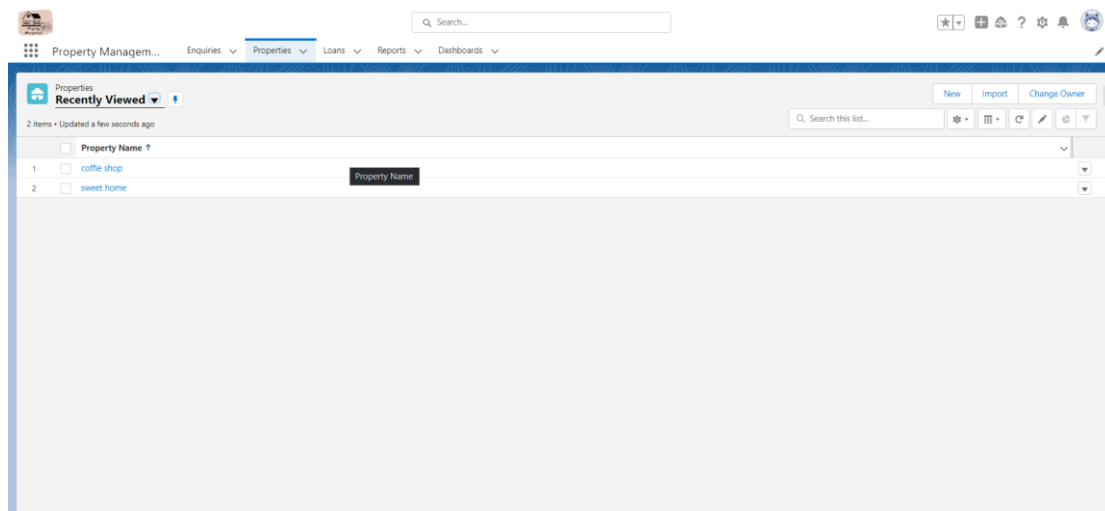 Search...
Property Managem... Enquiries Properties Loans Reports Dashboards
Properties
Recently Viewed
New Import Change Owner
2 items • Updated a few seconds ago
Search this list...
Property Name ↑
1 coffie shop
Property Name
2 sweet home